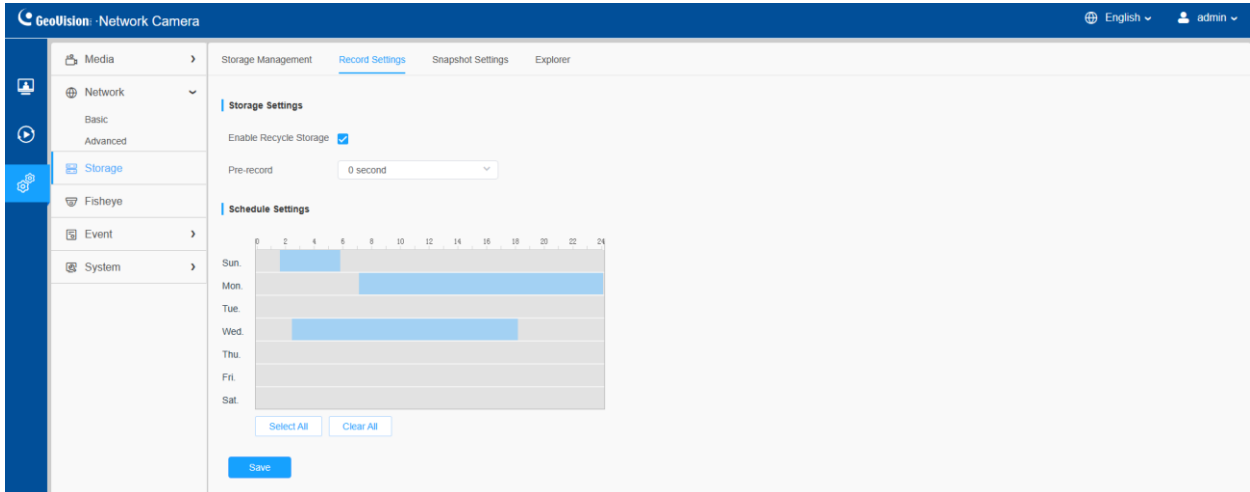 GeoVision Network Camera English admin
Media
Network
Basic
Advanced
Storage
Fisheye
Event
System
Storage Management Record Settings Snapshot Settings Explorer
Storage Settings
Enable Recycle Storage
Pre-record 0 second
Schedule Settings
0 2 4 6 8 10 12 14 16 18 20 22 24
Sun.
Mon.
Tue.
Wed.
Thu.
Fri.
Sat.
Select All Clear All
Save